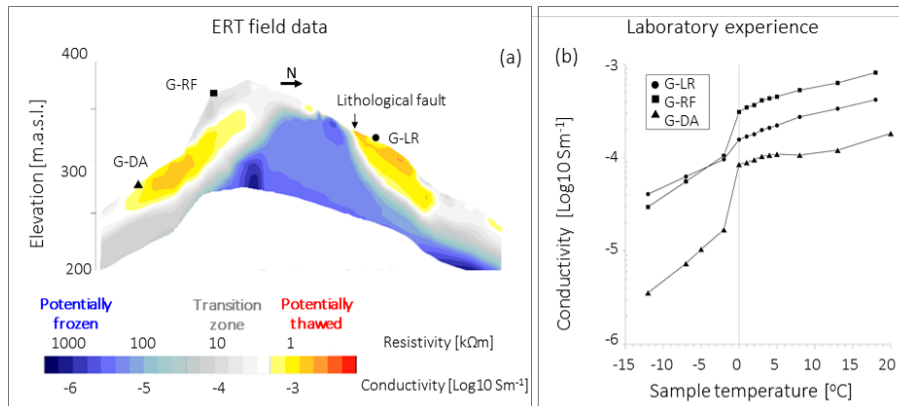 ERT field data
(a)
400
300
200
Elevation [m.a.s.l.]
G-RF
N
Lithological fault
G-LR
G-DA
Potentially frozen
Transition zone
Potentially thawed
1000 100 10 1 Resistivity [kΩm]
-6 -5 -4 -3 Conductivity [Log10 Sm⁻¹]
Laboratory experience
(b)
G-LR
G-RF
G-DA
-3
-4
-5
-6
Conductivity [Log10 Sm⁻¹]
-15 -10 -5 0 5 10 15 20
Sample temperature [ºC]